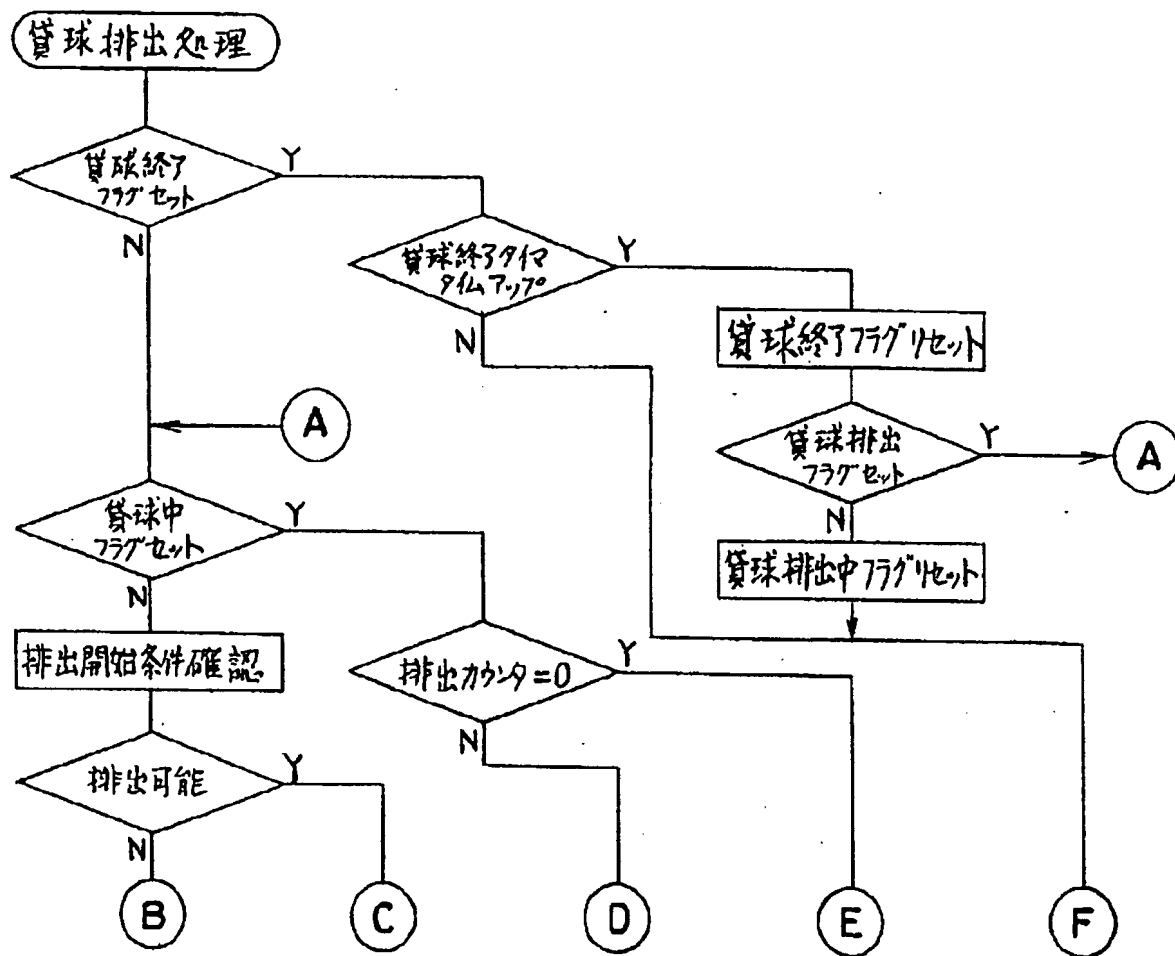 貸球排出処理
貸球終了
フラグセット
Y
N
貸球終了タイマ
タイムアップ
Y
N
貸球終了フラグリセット
A
貸球排出
フラグセット
Y
A
N
貸球中
フラグセット
Y
N
貸球排出中フラグリセット
排出開始条件確認
排出カウンタ=0
Y
N
排出可能
Y
N
B
C
D
E
F